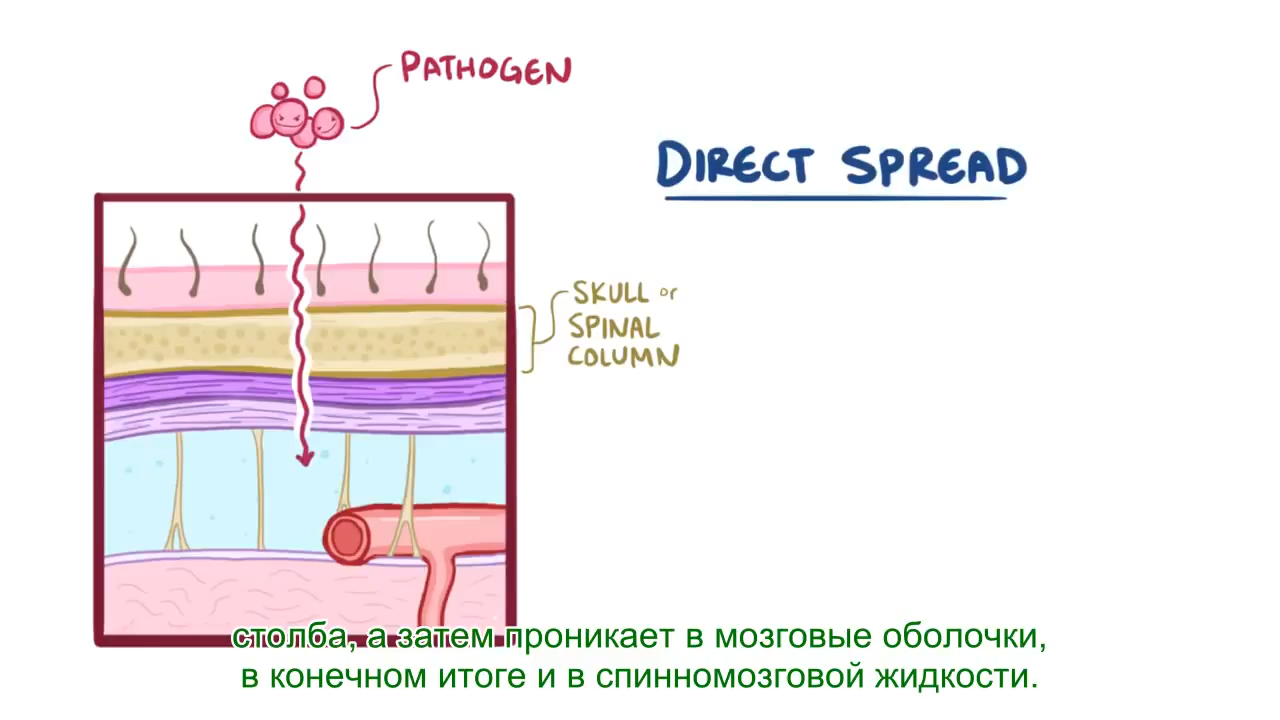 PATHOGEN
DIRECT SPREAD
SKULL or
SPINAL
COLUMN
столба, а затем проникает в мозговые оболочки,
в конечном итоге и в спинномозговой жидкости.